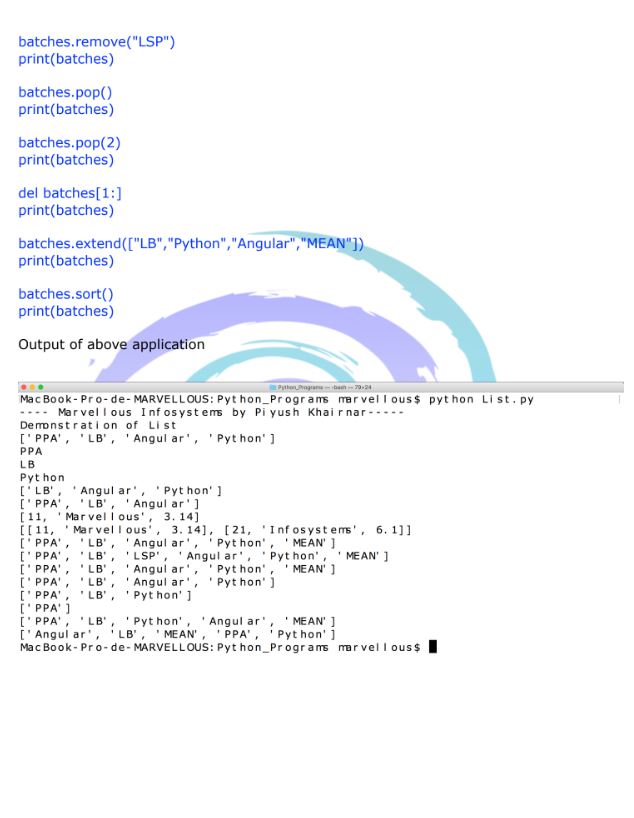 batches.remove("LSP")
print(batches)
batches.pop()
print(batches)
batches.pop(2)
print(batches)
del batches[1:]
print(batches)
batches.extend(["LB","Python","Angular","MEAN"])
print(batches)
batches.sort()
print(batches)
Output of above application
Python_Programs — -bash — 79×24
MacBook-Pro-de-MARVELLOUS:Python_Programs marvellous$ python List.py
---- Marvellous Infosystems by Piyush Khairnar-----
Demonstration of List
['PPA', 'LB', 'Angular', 'Python']
PPA
LB
Python
['LB', 'Angular', 'Python']
['PPA', 'LB', 'Angular']
[11, 'Marvellous', 3.14]
[[11, 'Marvellous', 3.14], [21, 'Infosystems', 6.1]]
['PPA', 'LB', 'Angular', 'Python', 'MEAN']
['PPA', 'LB', 'LSP', 'Angular', 'Python', 'MEAN']
['PPA', 'LB', 'Angular', 'Python', 'MEAN']
['PPA', 'LB', 'Angular', 'Python']
['PPA', 'LB', 'Python']
['PPA']
['PPA', 'LB', 'Python', 'Angular', 'MEAN']
['Angular', 'LB', 'MEAN', 'PPA', 'Python']
MacBook-Pro-de-MARVELLOUS:Python_Programs marvellous$